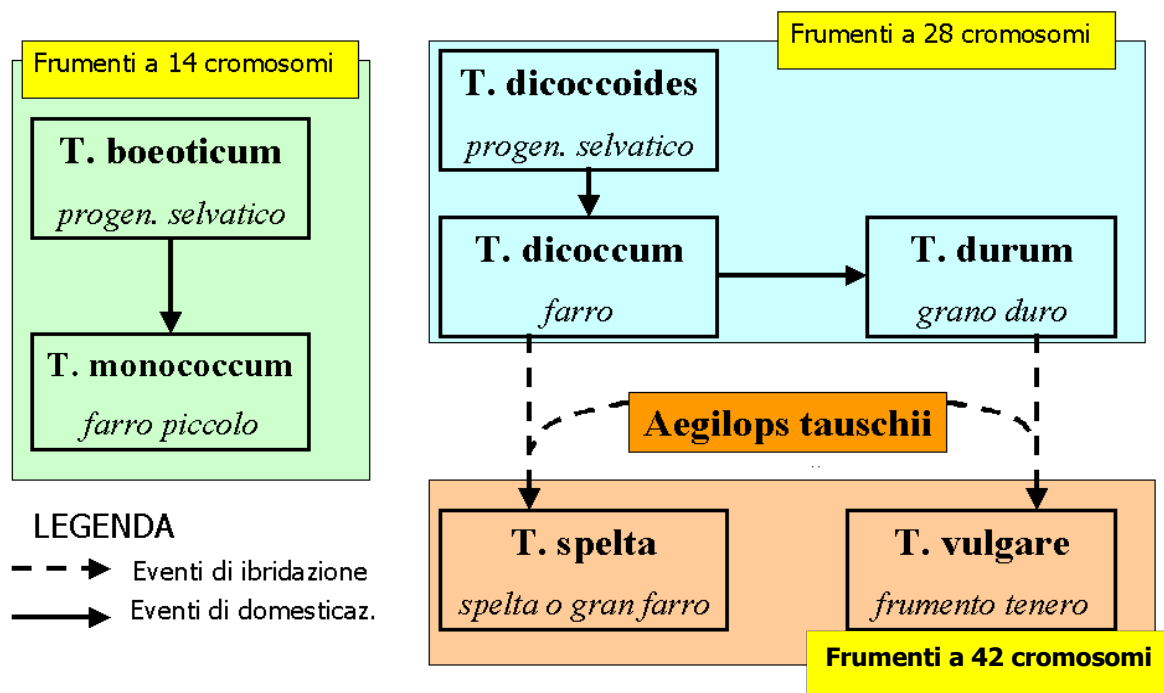 Frumenti a 14 cromosomi
T. boeoticum
progen. selvatico
T. monococcum
farro piccolo
Frumenti a 28 cromosomi
T. dicoccoides
progen. selvatico
T. dicoccum
farro
T. durum
grano duro
Aegilops tauschii
T. spelta
spelta o gran farro
T. vulgare
frumento tenero
Frumenti a 42 cromosomi
LEGENDA
Eventi di ibridazione
Eventi di domesticaz.